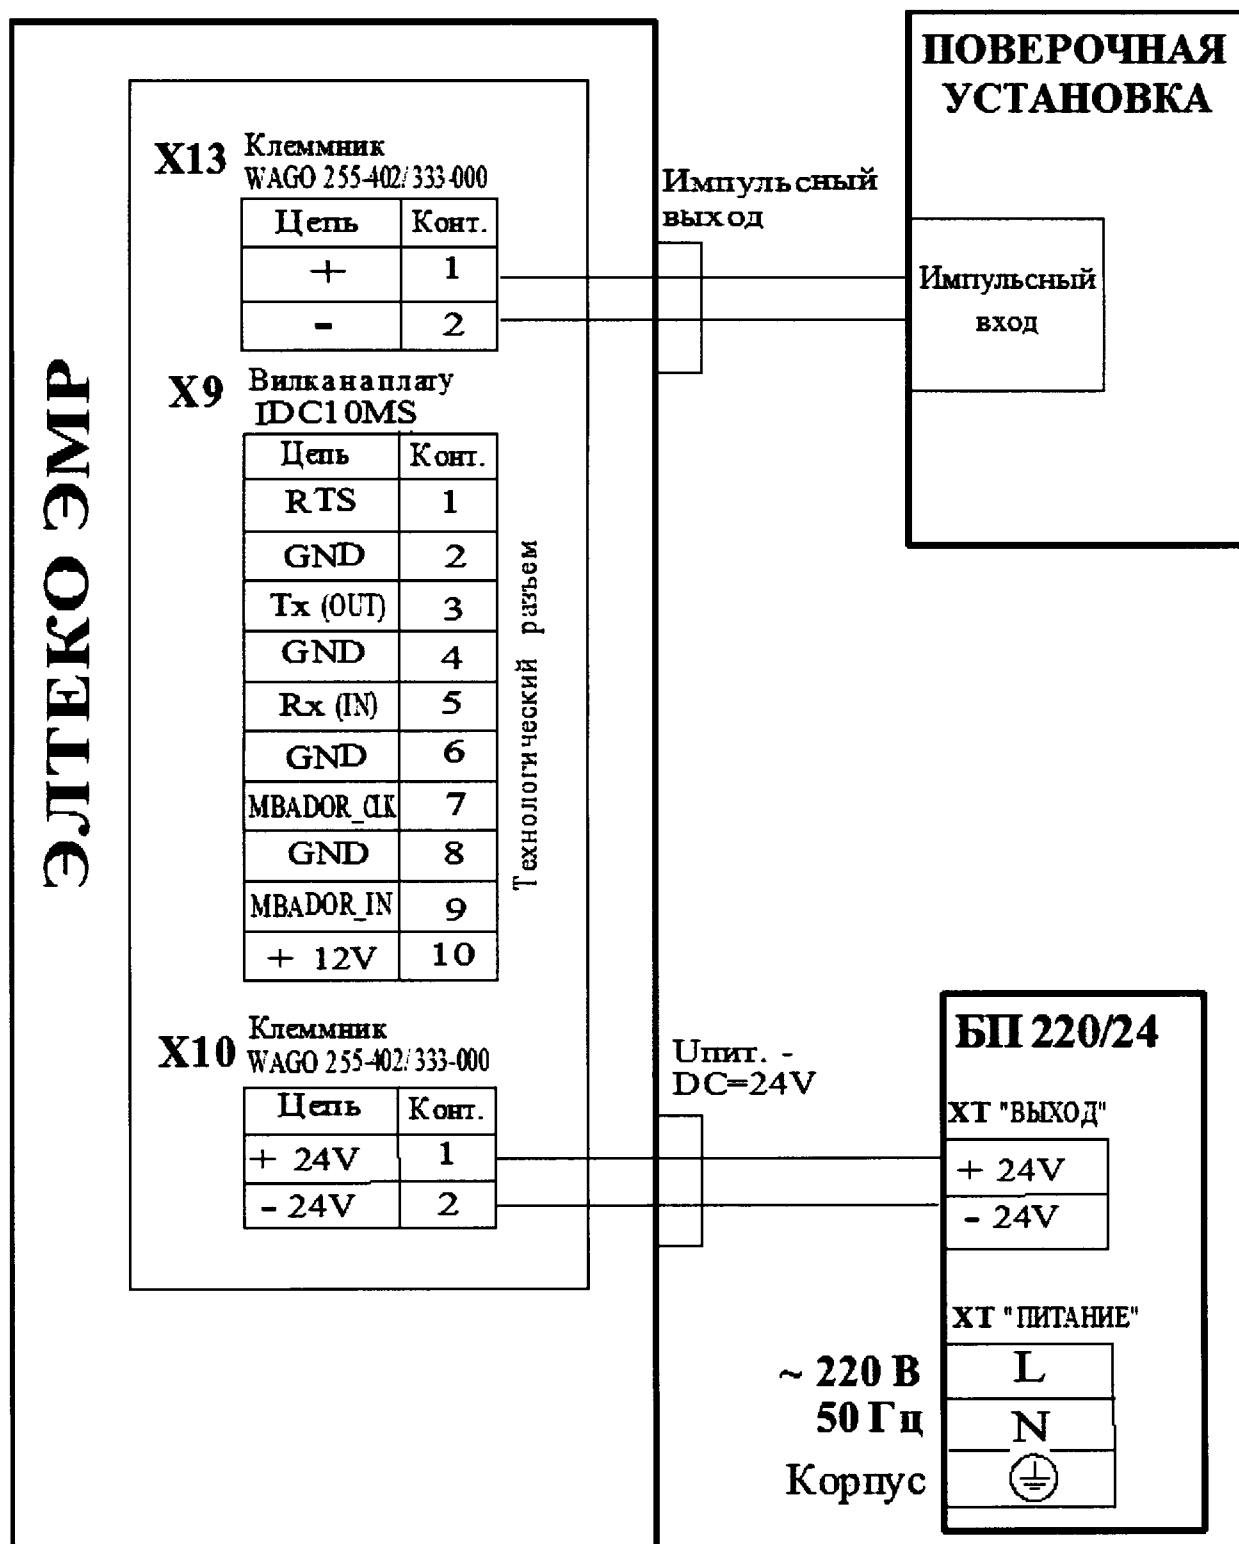 ЭЛТЕКО ЭМР
X13 Клеммник
WAGO 255-402/333-000
Цепь Конт.
+ 1
- 2
X9 Вилка на плату
IDC10MS
Цепь Конт.
RTS 1
GND 2
Tx (OUT) 3
GND 4
Rx (IN) 5
GND 6
MBADOR_CLK 7
GND 8
MBADOR_IN 9
+ 12V 10
Технологический разъем
X10 Клеммник
WAGO 255-402/333-000
Цепь Конт.
+ 24V 1
- 24V 2
Импульсный
выход
ПОВЕРОЧНАЯ
УСТАНОВКА
Импульсный
вход
Uпит. -
DC=24V
БП 220/24
XT "ВЫХОД"
+ 24V
- 24V
XT "ПИТАНИЕ"
~ 220 В L
50 Гц N
Корпус